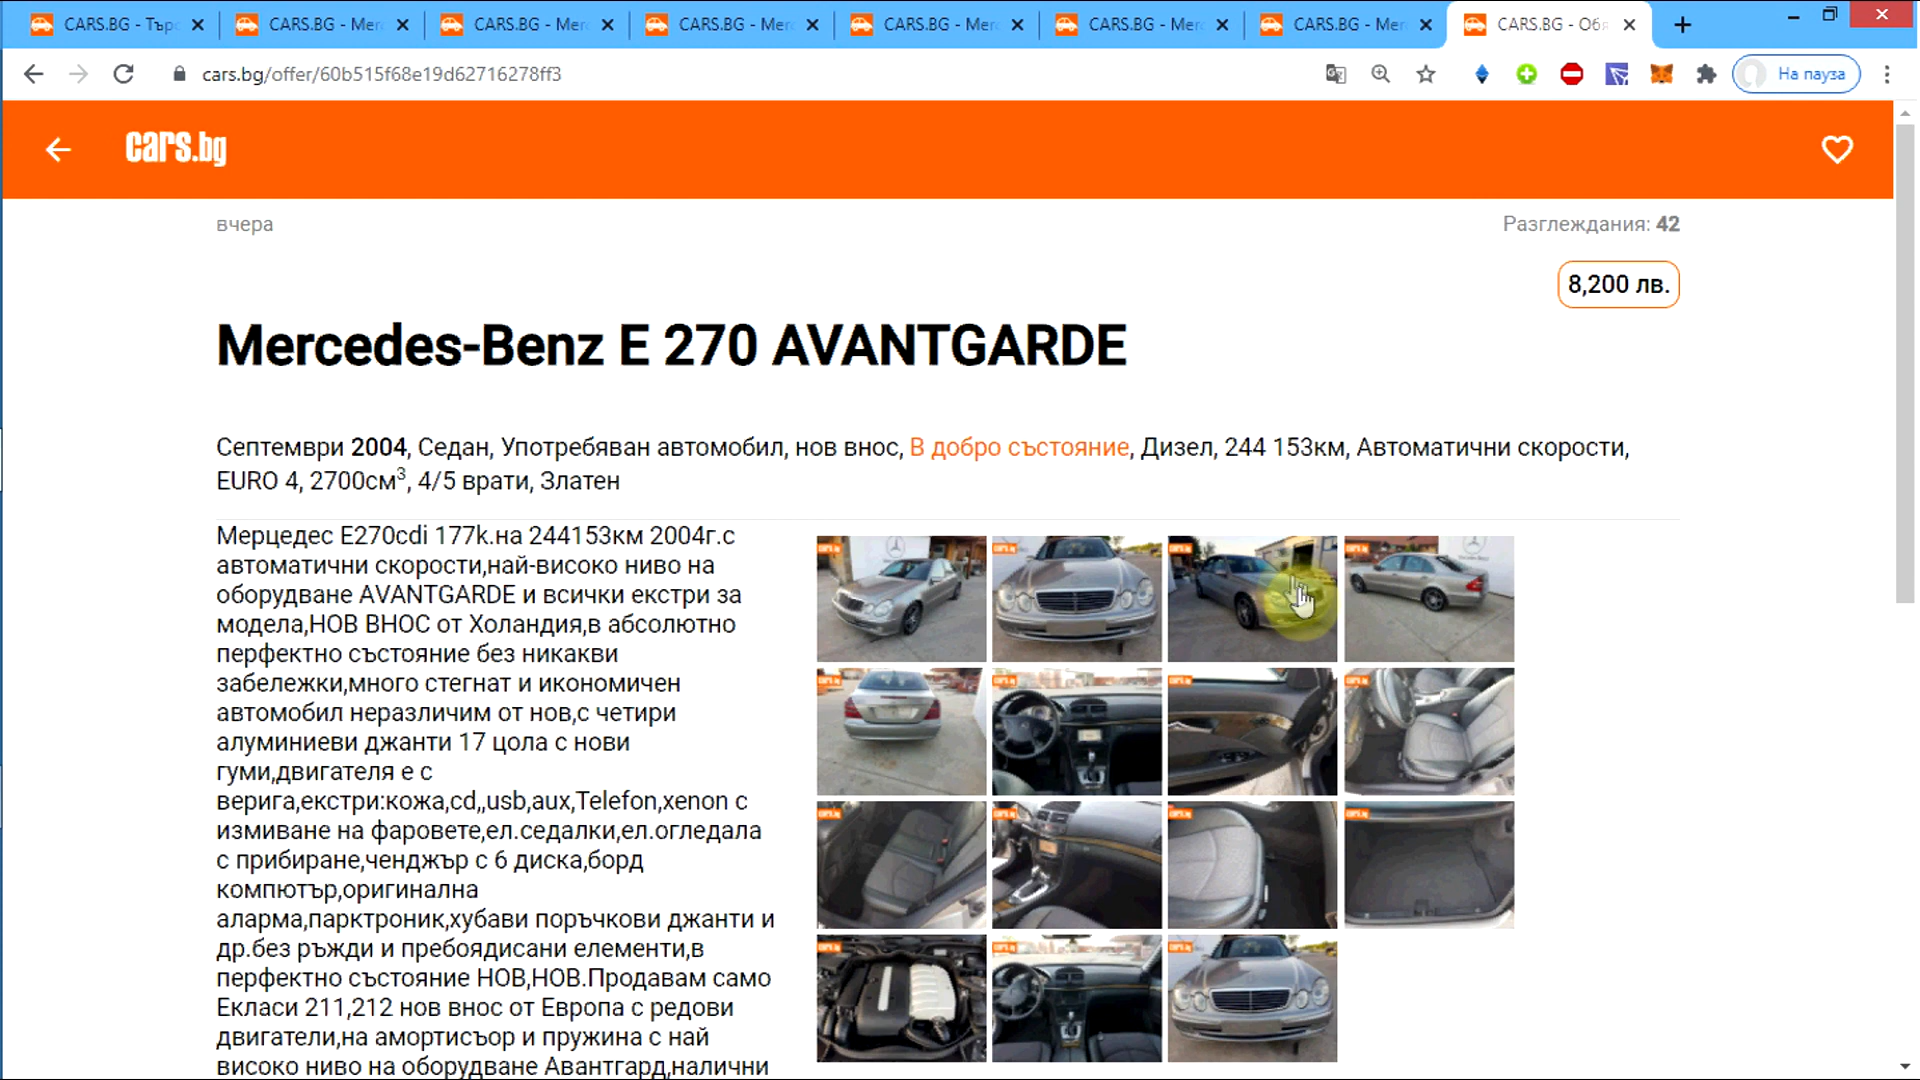 CARS.BG - Търс
CARS.BG - Merc
CARS.BG - Merc
CARS.BG - Merc
CARS.BG - Merc
CARS.BG - Merc
CARS.BG - Merc
CARS.BG - Обя
cars.bg/offer/60b515f68e19d62716278ff3
На пауза
cars.bg
вчера
Разглеждания: 42
8,200 лв.
Mercedes-Benz E 270 AVANTGARDE
Септември 2004, Седан, Употребяван автомобил, нов внос, В добро състояние, Дизел, 244 153км, Автоматични скорости,
EURO 4, 2700см³, 4/5 врати, Златен
Мерцедес E270cdi 177k.на 244153км 2004г.с
автоматични скорости,най-високо ниво на
оборудване AVANTGARDE и всички екстри за
модела,НОВ ВНОС от Холандия,в абсолютно
перфектно състояние без никакви
забележки,много стегнат и икономичен
автомобил неразличим от нов,с четири
алуминиеви джанти 17 цола с нови
гуми,двигателя е с
верига,екстри:кожа,cd,,usb,aux,Telefon,xenon с
измиване на фаровете,ел.седалки,ел.огледала
с прибиране,ченджър с 6 диска,борд
компютър,оригинална
аларма,парктроник,хубави поръчкови джанти и
др.без ръжди и пребоядисани елементи,в
перфектно състояние НОВ,НОВ.Продавам само
Екласи 211,212 нов внос от Европа с редови
двигатели,на амортисьор и пружина с най
високо ниво на оборудване Авантгард,налични